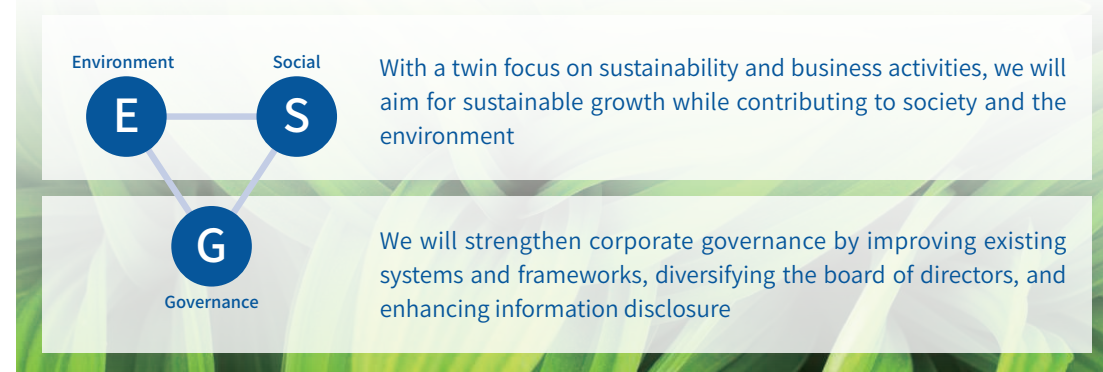 Environment
Social
E
S
With a twin focus on sustainability and business activities, we will
aim for sustainable growth while contributing to society and the
environment
G
Governance
We will strengthen corporate governance by improving existing
systems and frameworks, diversifying the board of directors, and
enhancing information disclosure